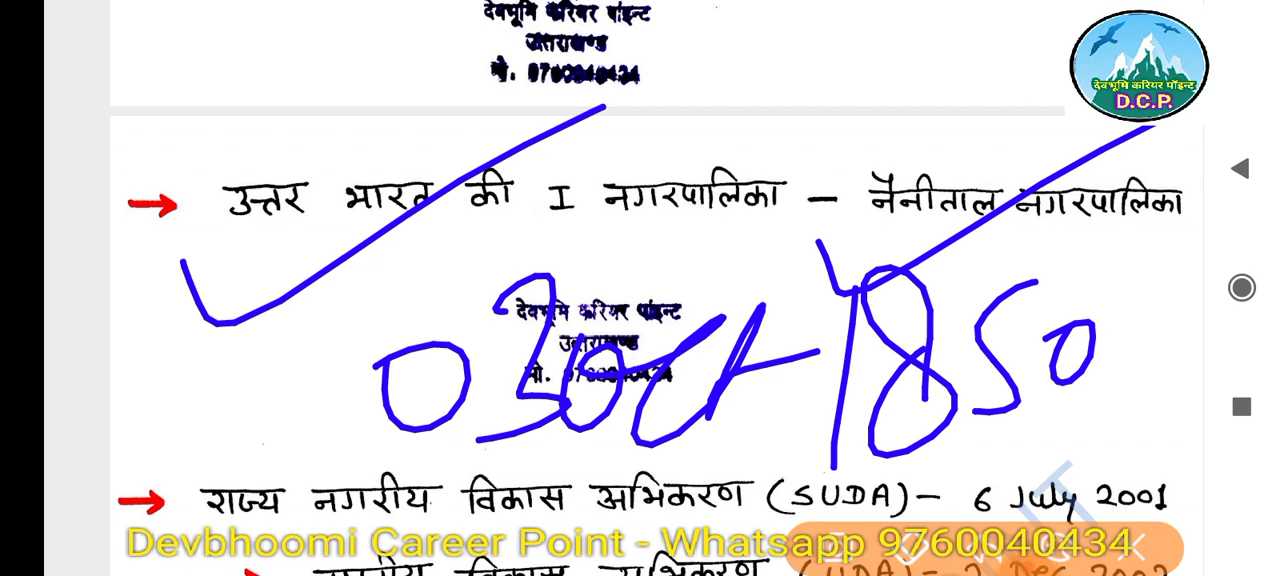 देवभूमि करियर पांइन्ट
उत्तराखण्ड
मो. 9760040434
देवभूमि करियर पॉइन्ट
D.C.P.
→ उत्तर भारत की I नगरपालिका – नैनीताल नगरपालिका
देवभूमि करियर पांइन्ट
उत्तराखण्ड
मो. 9760040434
03 Oct 1850
→ राज्य नगरीय विकास अभिकरण (SUDA) – 6 July 2001
Devbhoomi Career Point - Whatsapp 9760040434